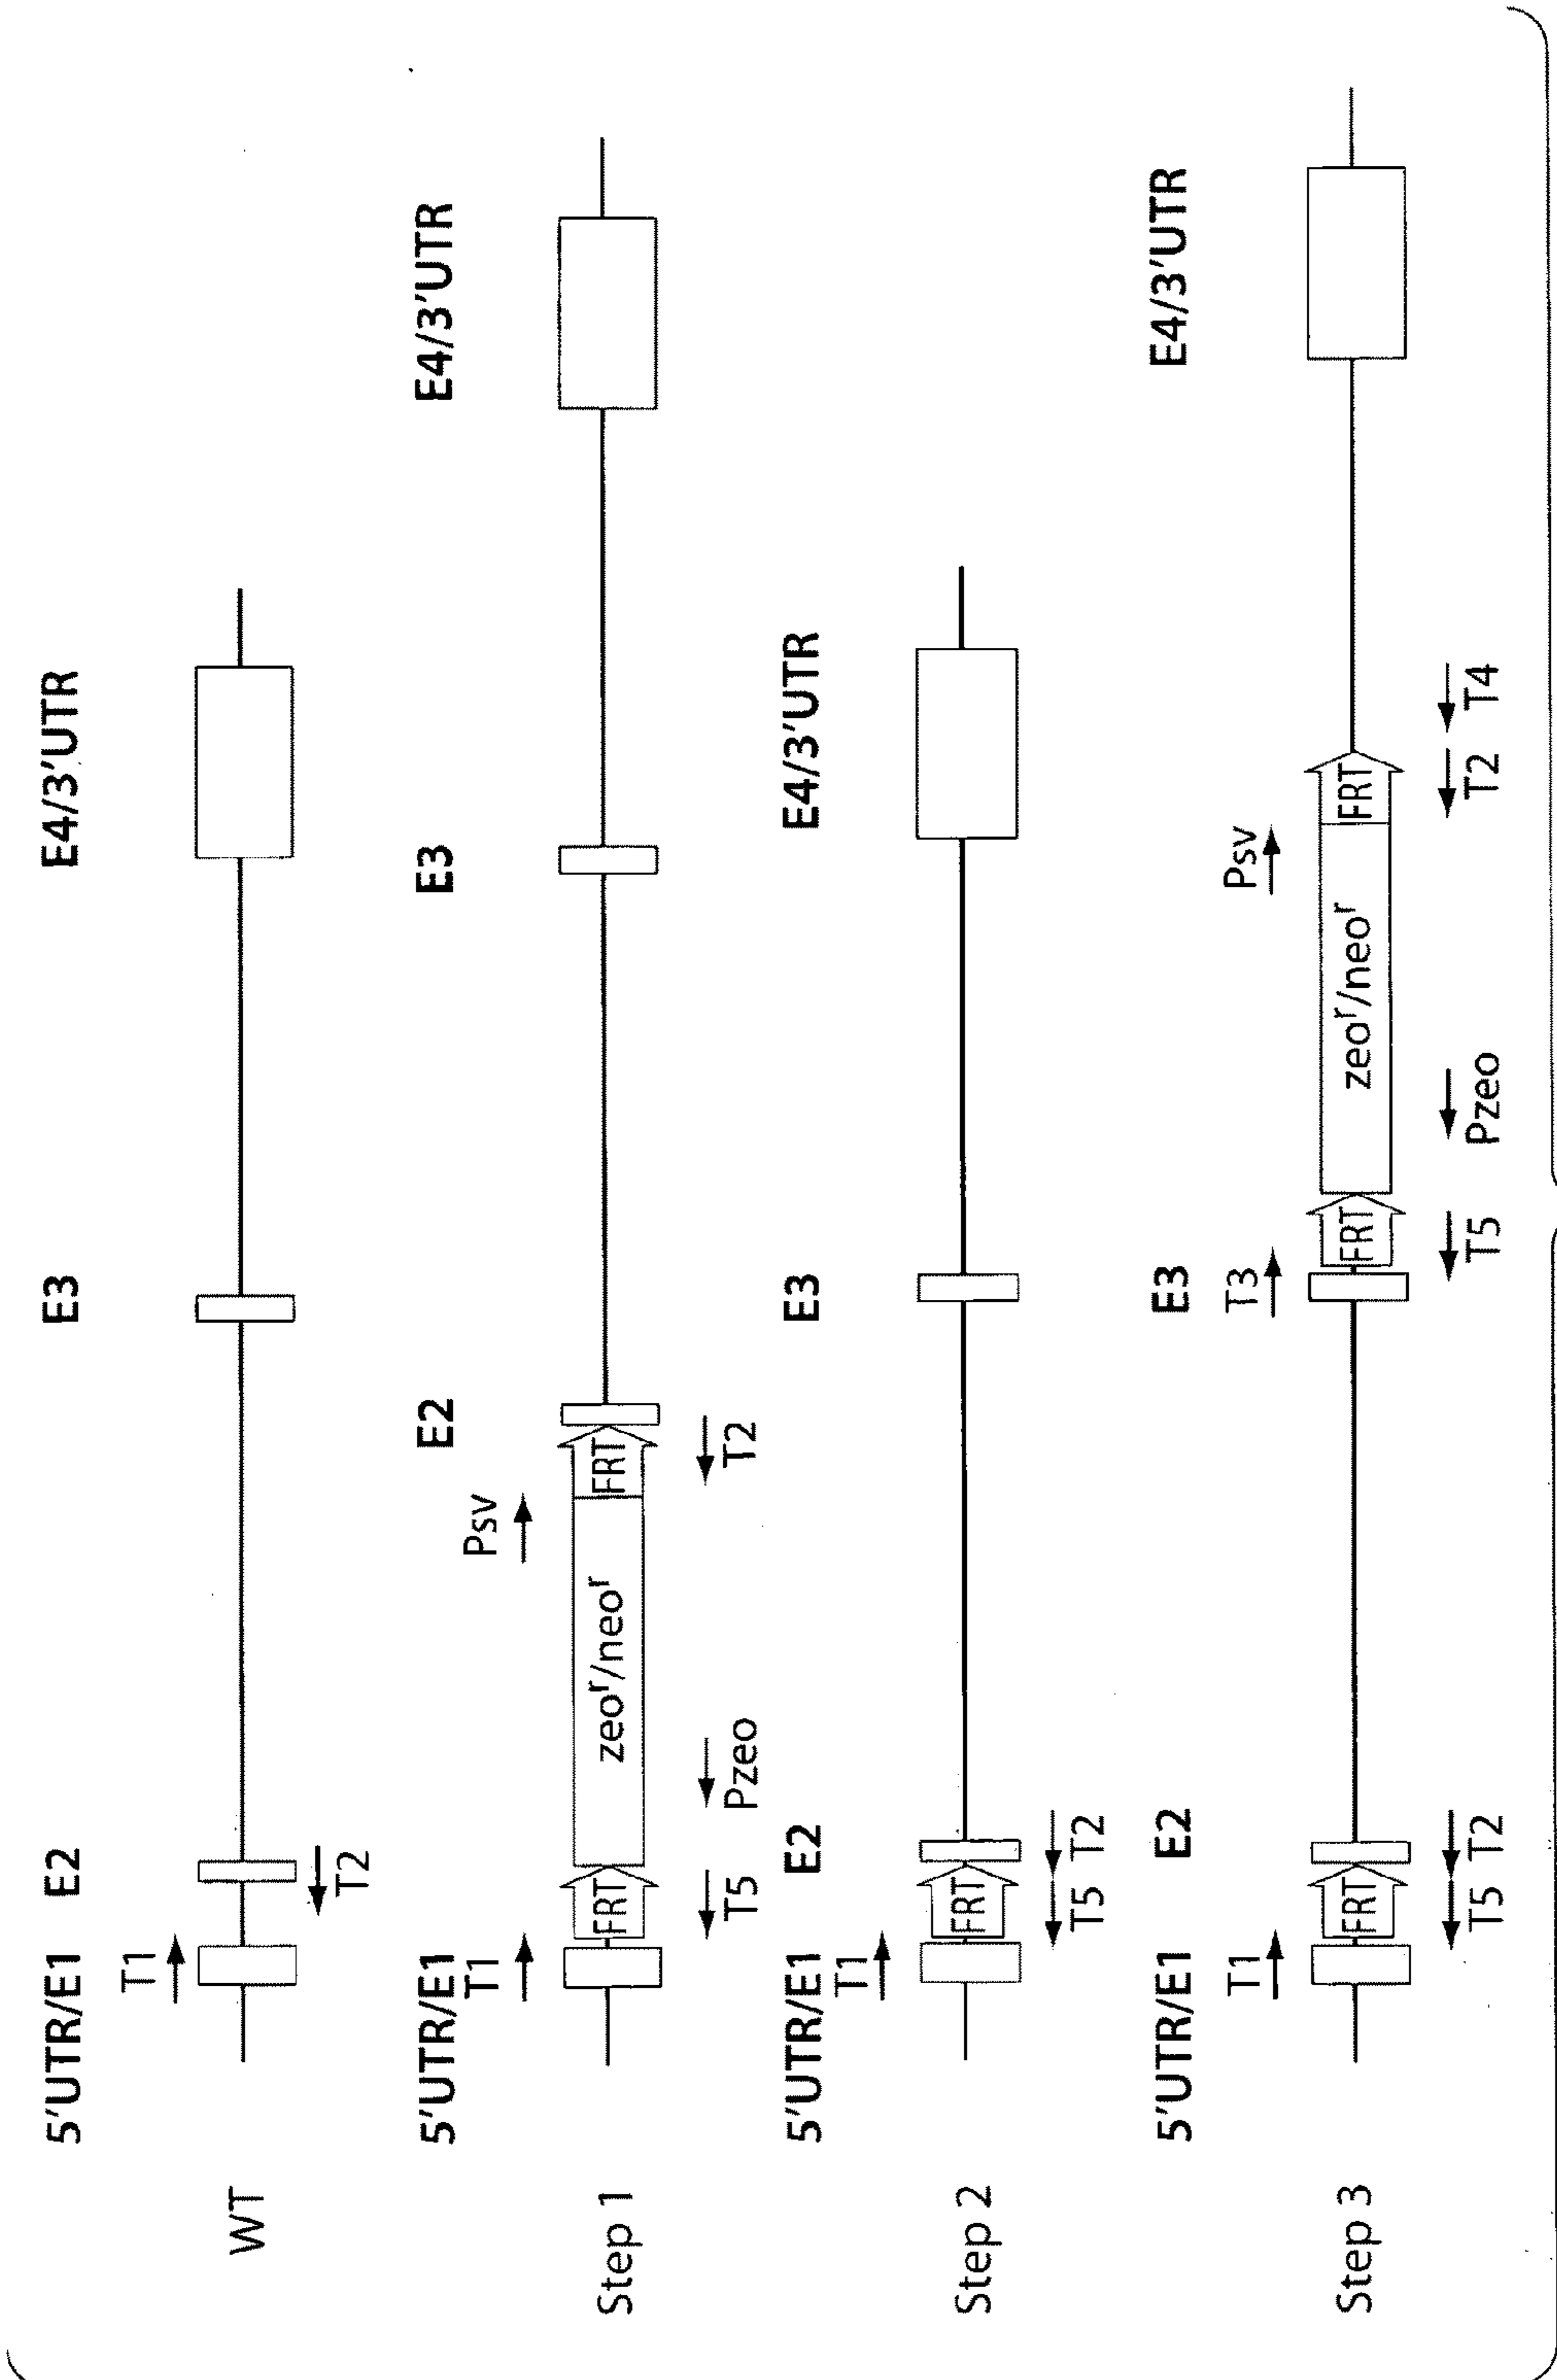 5'UTR/E1 E2 E3 E4/3'UTR
T1
WT
T2
5'UTR/E1 E2 E3 E4/3'UTR
T1 Psv
Step 1 FRT zeoʳ/neoʳ FRT
T5 Pzeo T2
5'UTR/E1 E2 E3 E4/3'UTR
T1
Step 2 FRT
T5 T2
5'UTR/E1 E2 E3 E4/3'UTR
T1 T3 Psv
Step 3 FRT FRT zeoʳ/neoʳ FRT
T5 T2 T5 Pzeo T2 T4